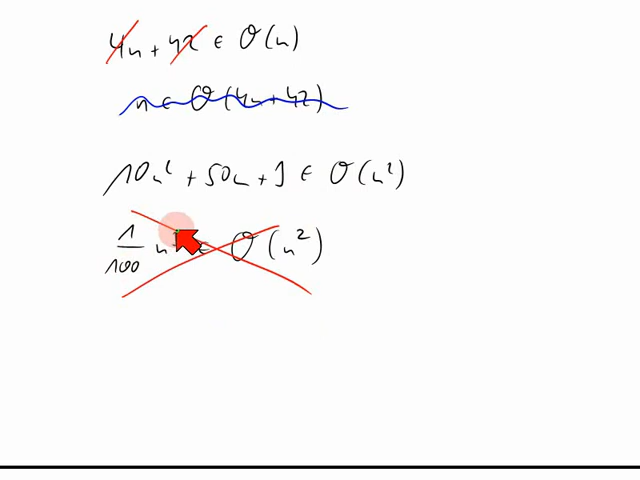 4n + 42 ∈ O(n)
n ∈ O(4n + 42)
10n² + 50n + 1 ∈ O(n²)
1/100 n ∈ O(n²)